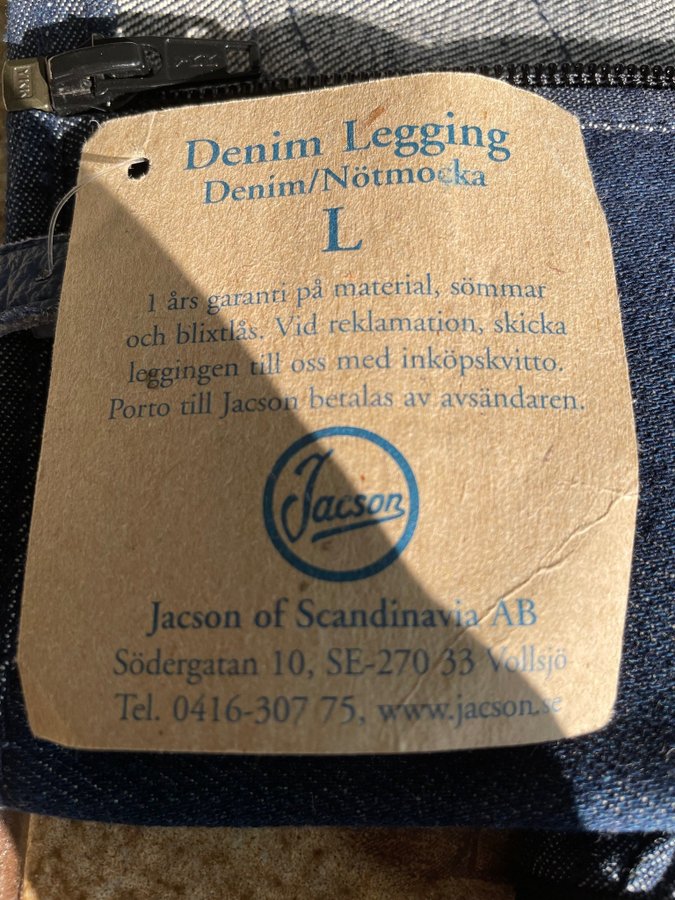 YKK
Denim Legging
Denim/Nötmocka
L
1 års garanti på material, sömmar
och blixtlås. Vid reklamation, skicka
leggingen till oss med inköpskvitto.
Porto till Jacson betalas av avsändaren.
Jacson
Jacson of Scandinavia AB
Södergatan 10, SE-270 33 Vollsjö
Tel. 0416-307 75, www.jacson.se